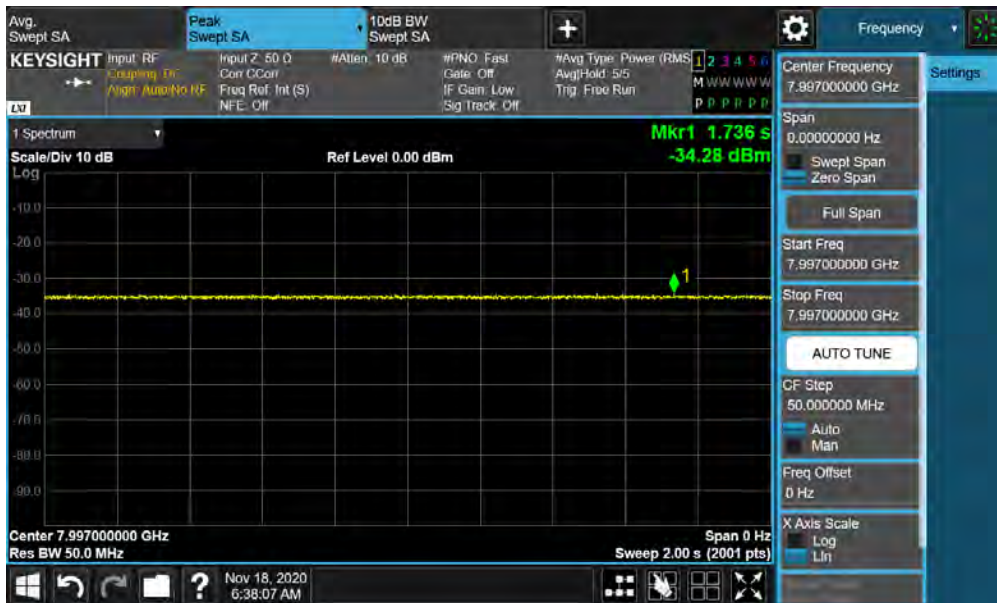 Avg.
Swept SA
Peak
Swept SA
10dB BW
Swept SA
Frequency
KEYSIGHT
LXI
Input: RF
Coupling: DC
Align: Auto/No RF
Input Z: 50 Ω
Corr CCorr
Freq Ref: Int (S)
NFE: Off
#Atten: 10 dB
#PNO: Fast
Gate: Off
IF Gain: Low
Sig Track: Off
#Avg Type: Power (RMS
Avg|Hold: 5/5
Trig: Free Run
1 2 3 4 5 6
M W W W W W
P P P P P P
1 Spectrum
Scale/Div 10 dB
Ref Level 0.00 dBm
Mkr1 1.736 s
-34.28 dBm
Log
-10.0
-20.0
-30.0
-40.0
-50.0
-60.0
-70.0
-80.0
-90.0
1
Center 7.997000000 GHz
Res BW 50.0 MHz
Span 0 Hz
Sweep 2.00 s (2001 pts)
Nov 18, 2020
6:38:07 AM
Center Frequency
7.997000000 GHz
Settings
Span
0.00000000 Hz
Swept Span
Zero Span
Full Span
Start Freq
7.997000000 GHz
Stop Freq
7.997000000 GHz
AUTO TUNE
CF Step
50.000000 MHz
Auto
Man
Freq Offset
0 Hz
X Axis Scale
Log
Lin